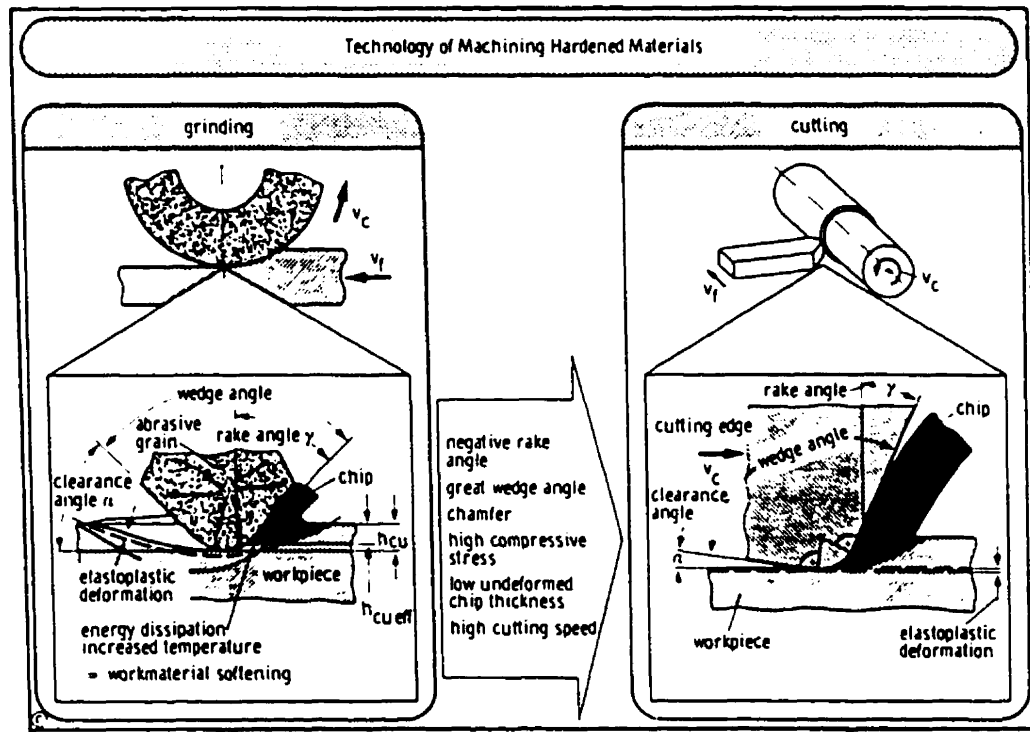 Technology of Machining Hardened Materials
grinding
v_c
v_f
wedge angle
abrasive
grain
rake angle γ
chip
clearance
angle α
h_cu
elastoplastic
deformation
workpiece
h_cu eff
energy dissipation
increased temperature
= workmaterial softening
negative rake
angle
great wedge angle
chamfer
high compressive
stress
low undeformed
chip thickness
high cutting speed
cutting
v_f
v_c
rake angle
γ
chip
cutting edge
wedge angle
v_c
clearance
angle
α
workpiece
elastoplastic
deformation